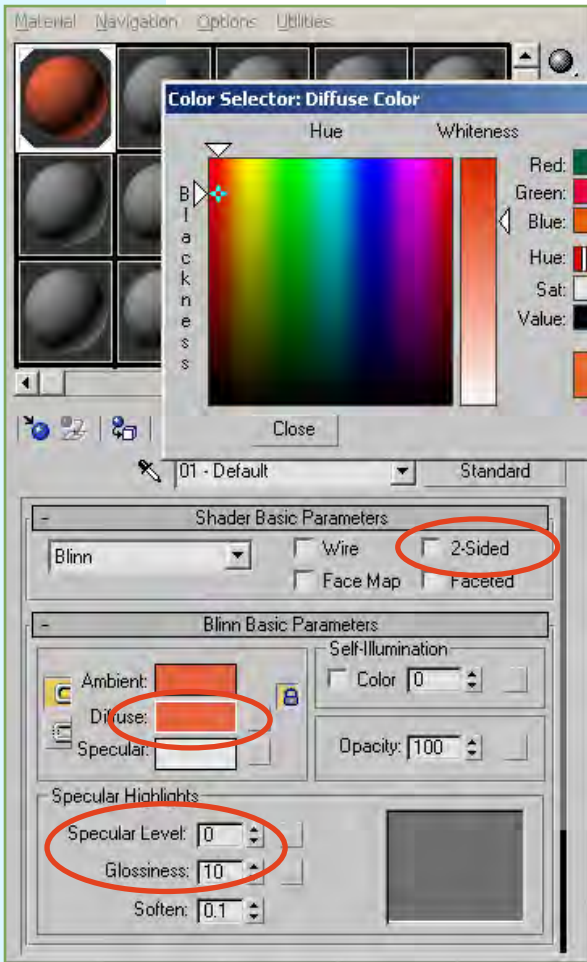 Material Navigation Options Utilities
Color Selector: Diffuse Color
Hue Whiteness
Blackness
Red:
Green:
Blue:
Hue:
Sat:
Value:
Close
01 - Default Standard
- Shader Basic Parameters
Blinn Wire 2-Sided
Face Map Faceted
- Blinn Basic Parameters
Self-Illumination
Ambient: Color 0
Diffuse:
Specular: Opacity: 100
Specular Highlights
Specular Level: 0
Glossiness: 10
Soften: 0.1